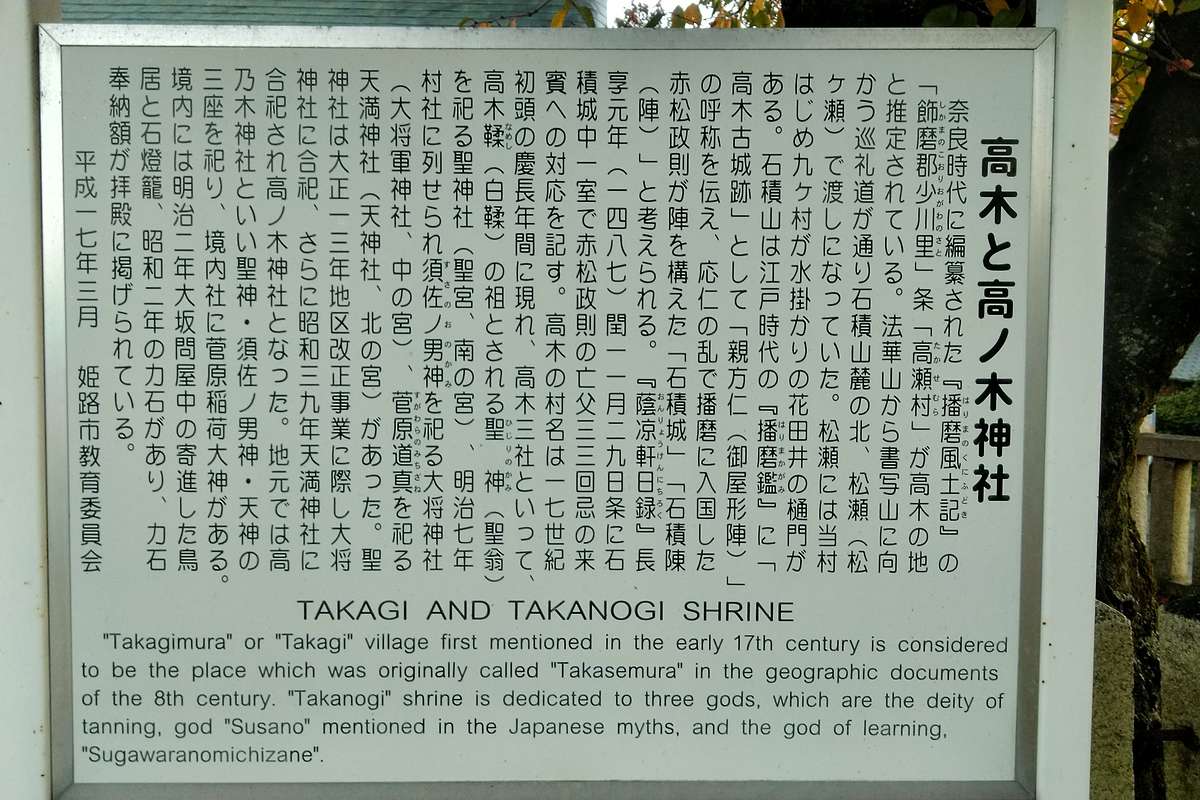 高木と高ノ木神社
奈良時代に編纂された『播磨風土記』の
「飾磨郡少川里」条「高瀬村」が高木の地
と推定されている。法華山から書写山に向
かう巡礼道が通り石積山麓の北、松瀬（松
ヶ瀬）で渡しになっていた。松瀬には当村
はじめ九ヶ村が水掛かりの花田井の樋門が
ある。石積山は江戸時代の『播磨鑑』に「
高木古城跡」として「親方仁（御屋形陣）」
の呼称を伝え、応仁の乱で播磨に入国した
赤松政則が陣を構えた「石積城」「石積陳
（陣）」と考えられる。『蔭凉軒日録』長
享元年（一四八七）閏一一月二九日条に石
積城中一室で赤松政則の亡父三三回忌の来
賓への対応を記す。高木の村名は一七世紀
初頭の慶長年間に現れ、高木三社といって、
高木鞣（白鞣）の祖とされる聖　神（聖翁）
を祀る聖神社（聖宮、南の宮）、明治七年
村社に列せられ須佐ノ男神を祀る大将神社
（大将軍神社、中の宮）、菅原道真を祀る
天満神社（天神社、北の宮）があった。聖
神社は大正一三年地区改正事業に際し大将
神社に合祀、さらに昭和三九年天満神社に
合祀され高ノ木神社となった。地元では高
乃木神社といい聖神・須佐ノ男神・天神の
三座を祀り、境内社に菅原稲荷大神がある。
境内には明治二年大坂問屋中の寄進した鳥
居と石燈籠、昭和二年の力石があり、力石
奉納額が拝殿に掲げられている。
平成一七年三月　姫路市教育委員会
TAKAGI AND TAKANOGI SHRINE
"Takagimura" or "Takagi" village first mentioned in the early 17th century is considered
to be the place which was originally called "Takasemura" in the geographic documents
of the 8th century. "Takanogi" shrine is dedicated to three gods, which are the deity of
tanning, god "Susano" mentioned in the Japanese myths, and the god of learning,
"Sugawaranomichizane".